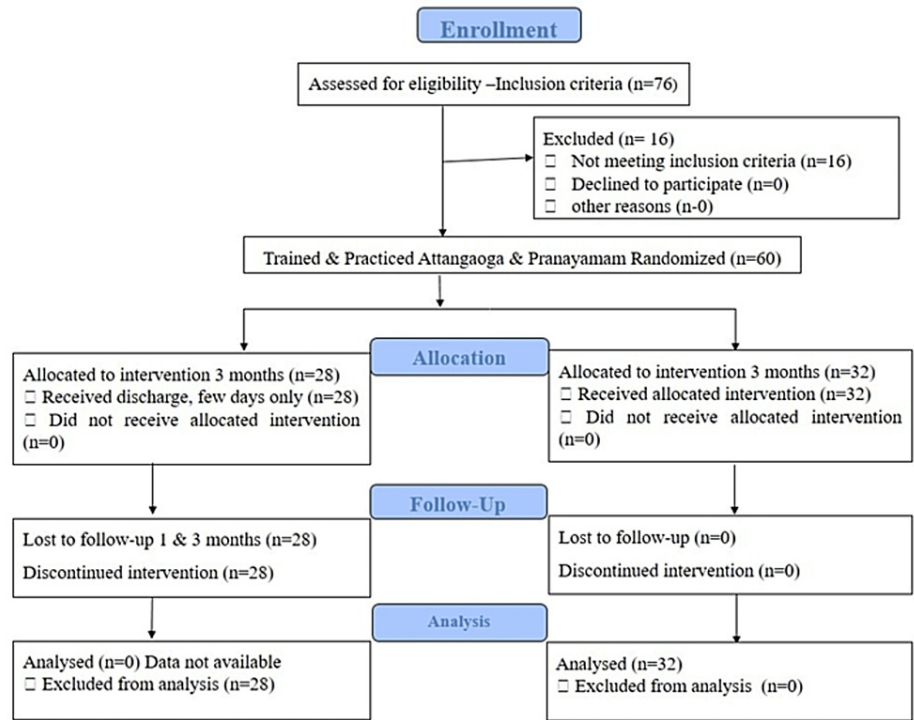 Enrollment
Assessed for eligibility –Inclusion criteria (n=76)
Excluded (n= 16)
□ Not meeting inclusion criteria (n=16)
□ Declined to participate (n=0)
□ other reasons (n-0)
Trained & Practiced Attangaoga & Pranayamam Randomized (n=60)
Allocation
Allocated to intervention 3 months (n=28)
□ Received discharge, few days only (n=28)
□ Did not receive allocated intervention
(n=0)
Allocated to intervention 3 months (n=32)
□ Received allocated intervention (n=32)
□ Did not receive allocated intervention
(n=0)
Follow-Up
Lost to follow-up 1 & 3 months (n=28)
Discontinued intervention (n=28)
Lost to follow-up (n=0)
Discontinued intervention (n=0)
Analysis
Analysed (n=0) Data not available
□ Excluded from analysis (n=28)
Analysed (n=32)
□ Excluded from analysis (n=0)